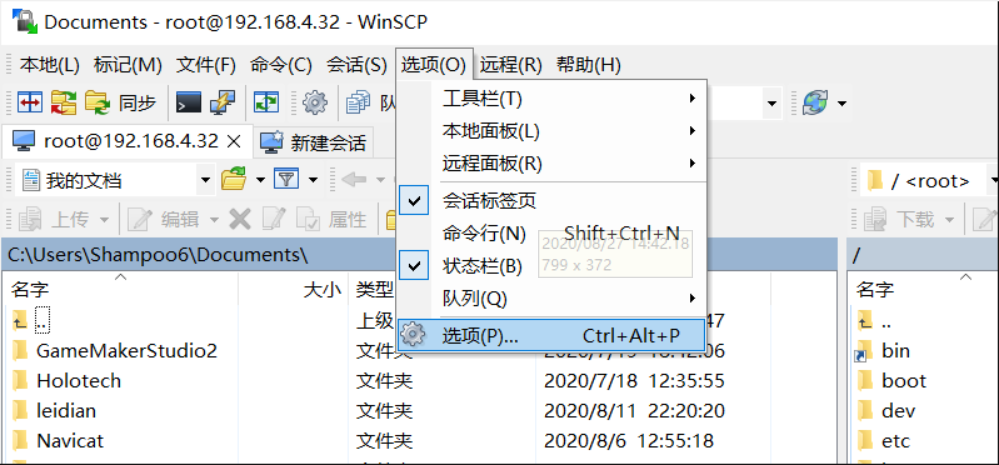 Documents - root@192.168.4.32 - WinSCP
本地(L) 标记(M) 文件(F) 命令(C) 会话(S) 选项(O) 远程(R) 帮助(H)
同步
工具栏(T)
本地面板(L)
root@192.168.4.32 × 新建会话
远程面板(R)
我的文档
/ <root>
会话标签页
上传 编辑 属性
下载
命令行(N) Shift+Ctrl+N
2020/08/27 14:42:18
799 x 372
C:\Users\Shampoo6\Documents\
状态栏(B)
/
名字 大小 类型
队列(Q)
名字
.. 上级
47
..
选项(P)... Ctrl+Alt+P
GameMakerStudio2 文件夹
bin
Holotech 文件夹 2020/7/18 12:35:55
boot
leidian 文件夹 2020/8/11 22:20:20
dev
Navicat 文件夹 2020/8/6 12:55:18
etc